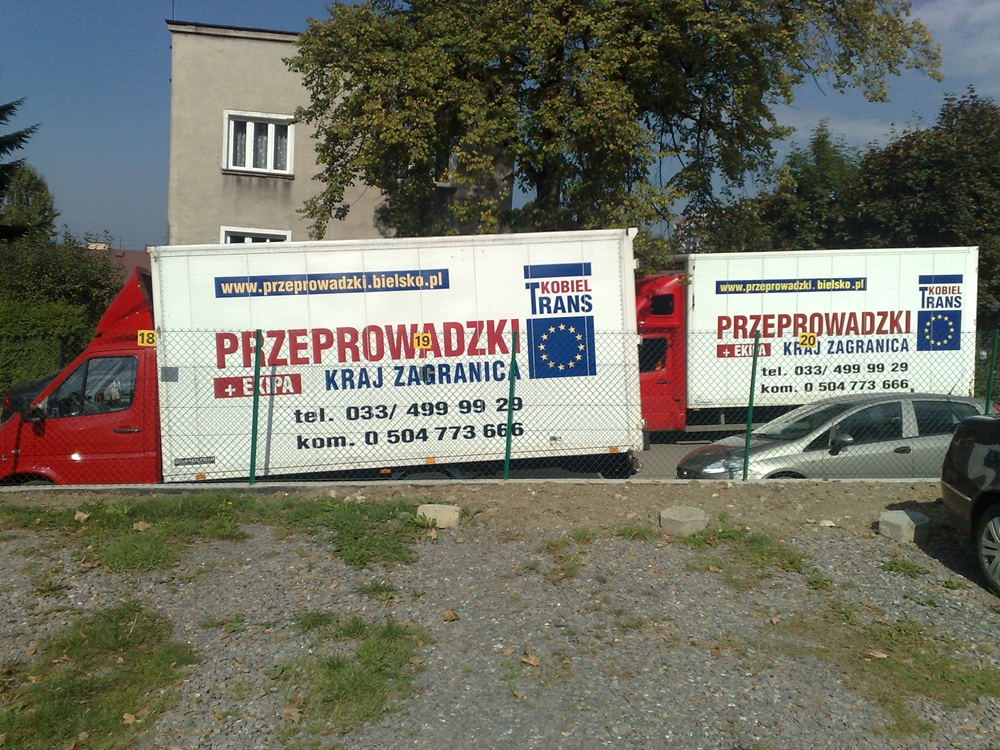 www.przeprowadzki.bielsko.pl
KOBIEL
TRANS
PRZEPROWADZKI
+ EKIPA
KRAJ ZAGRANICA
tel. 033/ 499 99 29
kom. 0 504 773 666
www.przeprowadzki.bielsko.pl
KOBIEL
TRANS
PRZEPROWADZKI
+ EKIPA
KRAJ ZAGRANICA
tel. 033/ 499 99 29
kom. 0 504 773 666
18
19
20